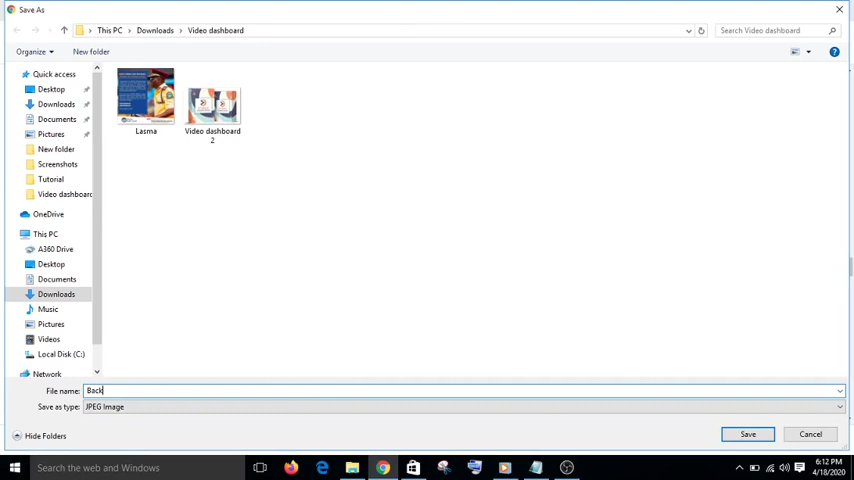 Save As
This PC
Downloads
Video dashboard
Search Video dashboard
Organize
New folder
Quick access
Desktop
Downloads
Documents
Pictures
New folder
Screenshots
Tutorial
Video dashboard
OneDrive
This PC
A360 Drive
Desktop
Documents
Downloads
Music
Pictures
Videos
Local Disk (C:)
Network
Lasma
Video dashboard
2
File name: Back
Save as type: JPEG Image
Hide Folders
Save
Cancel
Search the web and Windows
6:12 PM
4/18/2020